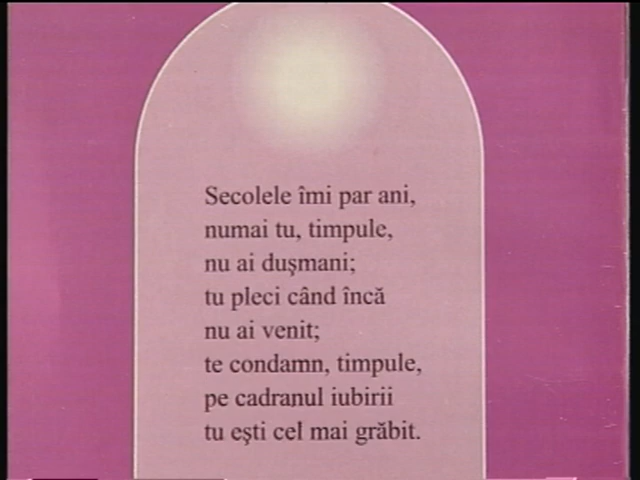 Secolele îmi par ani,
numai tu, timpule,
nu ai duşmani;
tu pleci când încă
nu ai venit;
te condamn, timpule,
pe cadranul iubirii
tu eşti cel mai grăbit.